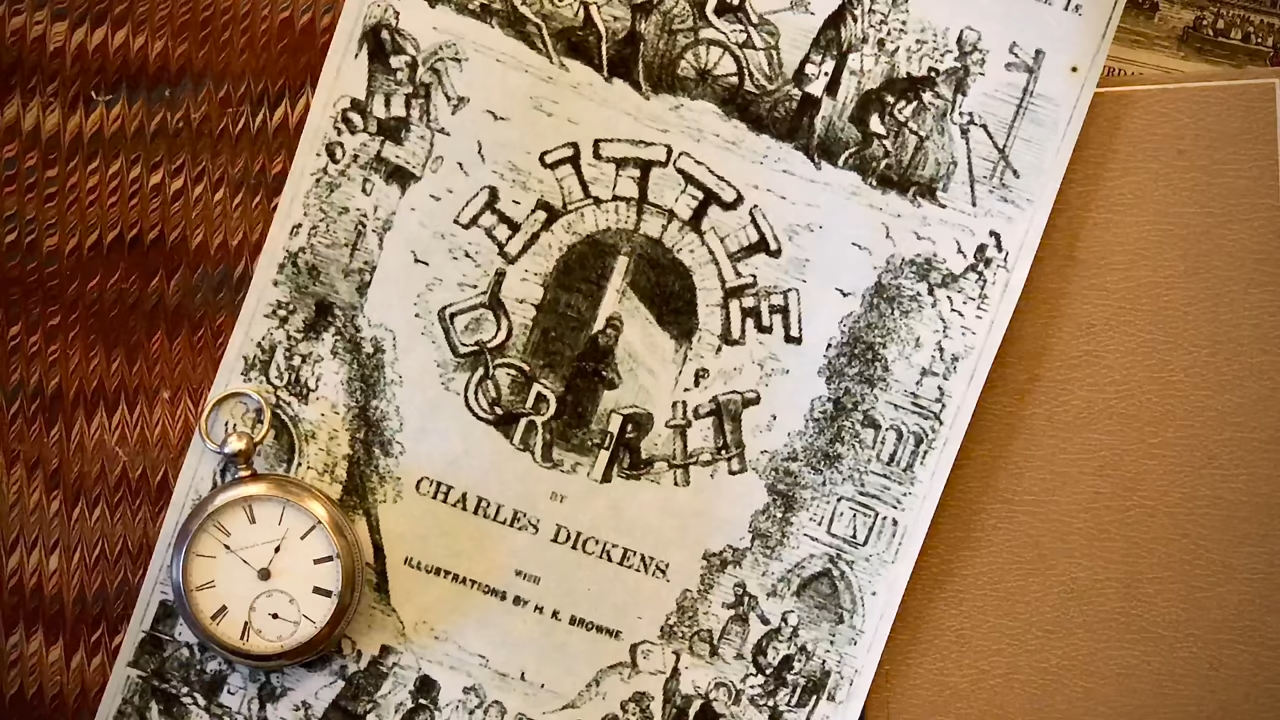 LITTLE
DORRIT
BY
CHARLES DICKENS.
WITH
ILLUSTRATIONS BY H. K. BROWNE.